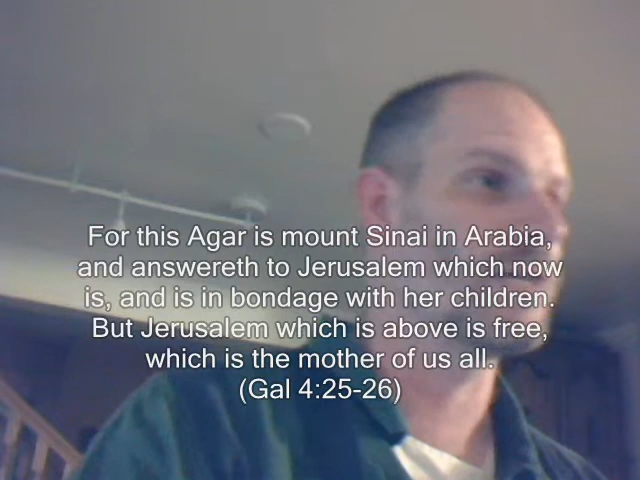 For this Agar is mount Sinai in Arabia,
and answereth to Jerusalem which now
is, and is in bondage with her children.
But Jerusalem which is above is free,
which is the mother of us all.
(Gal 4:25-26)